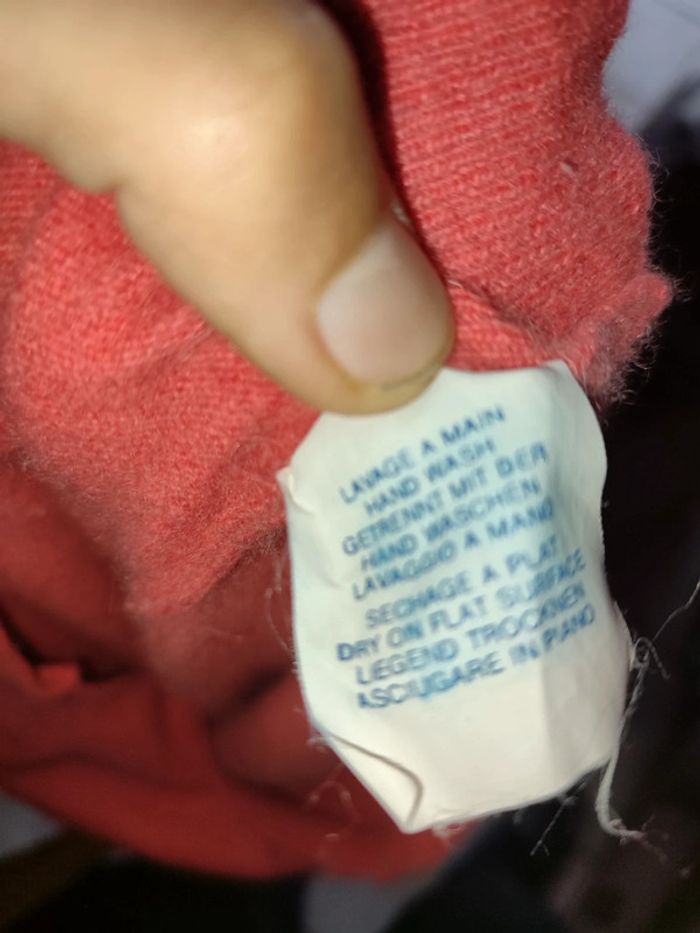 LAVAGE A MAIN
HAND WASH
GETRENNT MIT DER
HAND WASCHEN
LAVAGGIO A MANO
SECHAGE A PLAT
DRY ON FLAT SURFACE
LIEGEND TROCKNEN
ASCIUGARE IN PIANO